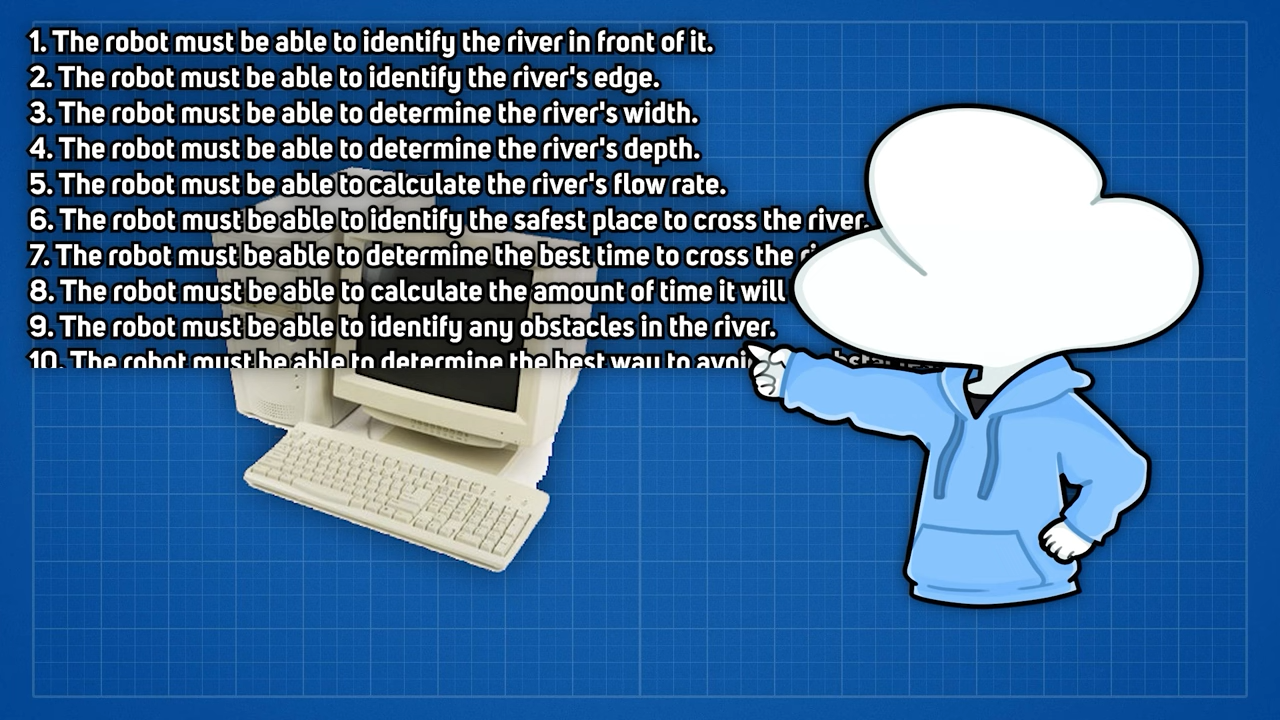 1. The robot must be able to identify the river in front of it.
2. The robot must be able to identify the river's edge.
3. The robot must be able to determine the river's width.
4. The robot must be able to determine the river's depth.
5. The robot must be able to calculate the river's flow rate.
6. The robot must be able to identify the safest place to cross the river.
7. The robot must be able to determine the best time to cross the
8. The robot must be able to calculate the amount of time it will
9. The robot must be able to identify any obstacles in the river.
10. The robot must be able to determine the best way to